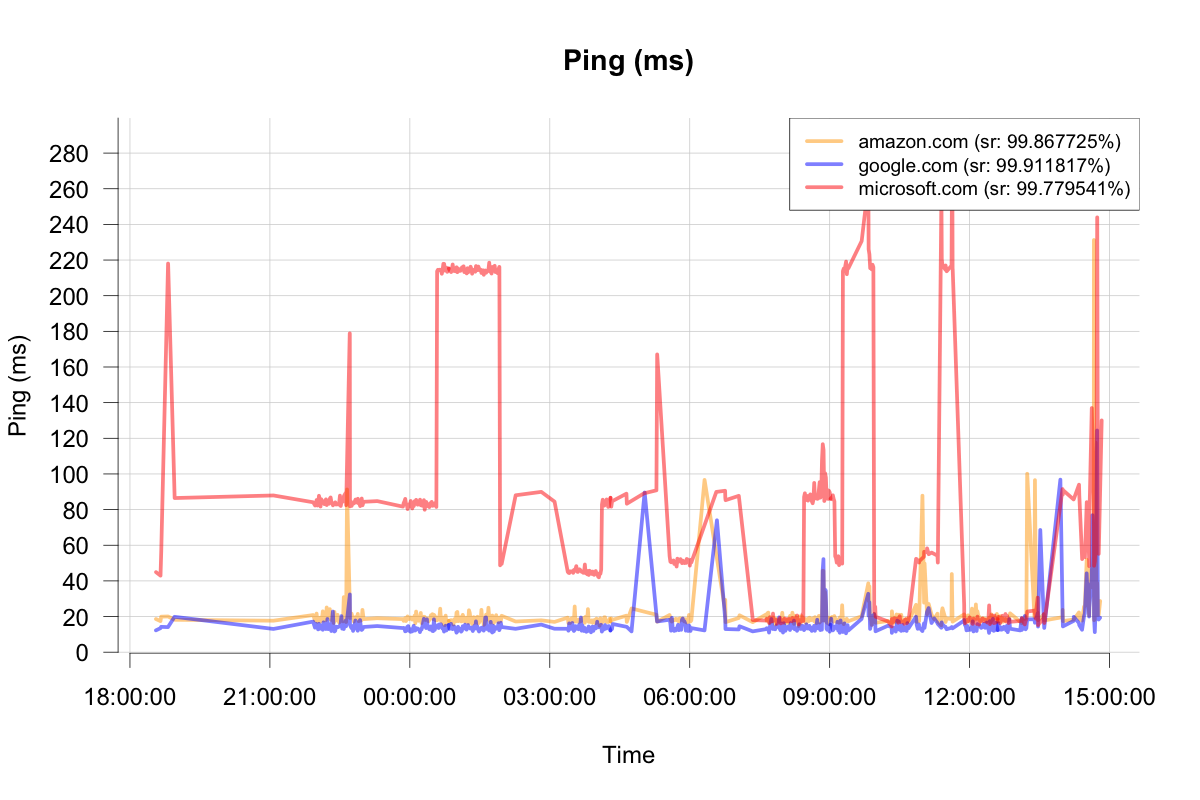 Ping (ms)
amazon.com (sr: 99.867725%)
google.com (sr: 99.911817%)
microsoft.com (sr: 99.779541%)
280
260
240
220
200
180
160
140
120
100
80
60
40
20
0
Ping (ms)
18:00:00 21:00:00 00:00:00 03:00:00 06:00:00 09:00:00 12:00:00 15:00:00
Time